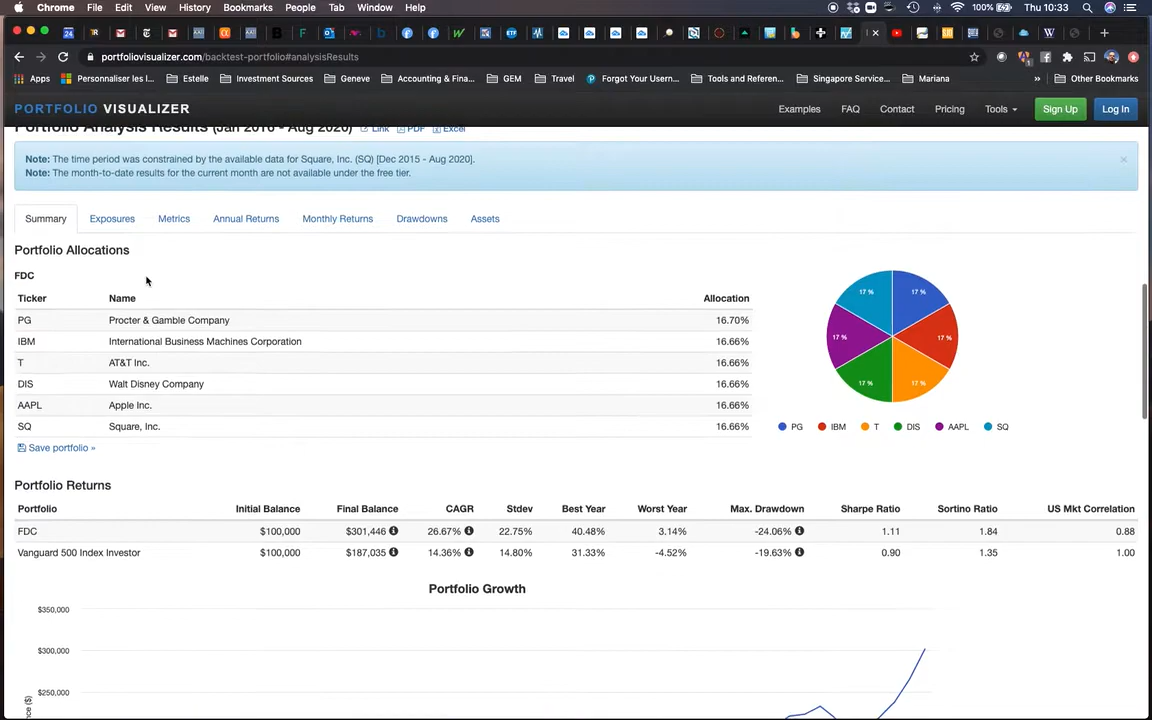 Chrome File Edit View History Bookmarks People Tab Window Help 100% Thu 10:33
portfoliovisualizer.com/backtest-portfolio#analysisResults
Apps Personnaliser les l... Estelle Investment Sources Geneve Accounting & Fina... GEM Travel Forgot Your Usern... Tools and Referen... Singapore Service... Mariana » Other Bookmarks
PORTFOLIO VISUALIZER Examples FAQ Contact Pricing Tools Sign Up Log In
Portfolio Analysis Results (Jan 2016 - Aug 2020) Link PDF Excel
Note: The time period was constrained by the available data for Square, Inc. (SQ) [Dec 2015 - Aug 2020]. ×
Note: The month-to-date results for the current month are not available under the free tier.
Summary Exposures Metrics Annual Returns Monthly Returns Drawdowns Assets
Portfolio Allocations
FDC
Ticker Name Allocation
PG Procter & Gamble Company 16.70%
IBM International Business Machines Corporation 16.66%
T AT&T Inc. 16.66%
DIS Walt Disney Company 16.66%
AAPL Apple Inc. 16.66%
SQ Square, Inc. 16.66%
17 % 17 %
17 % 17 %
17 % 17 %
PG IBM T DIS AAPL SQ
Save portfolio »
Portfolio Returns
Portfolio Initial Balance Final Balance CAGR Stdev Best Year Worst Year Max. Drawdown Sharpe Ratio Sortino Ratio US Mkt Correlation
FDC $100,000 $301,446 26.67% 22.75% 40.48% 3.14% -24.06% 1.11 1.84 0.88
Vanguard 500 Index Investor $100,000 $187,035 14.36% 14.80% 31.33% -4.52% -19.63% 0.90 1.35 1.00
Portfolio Growth
$350,000
$300,000
$250,000